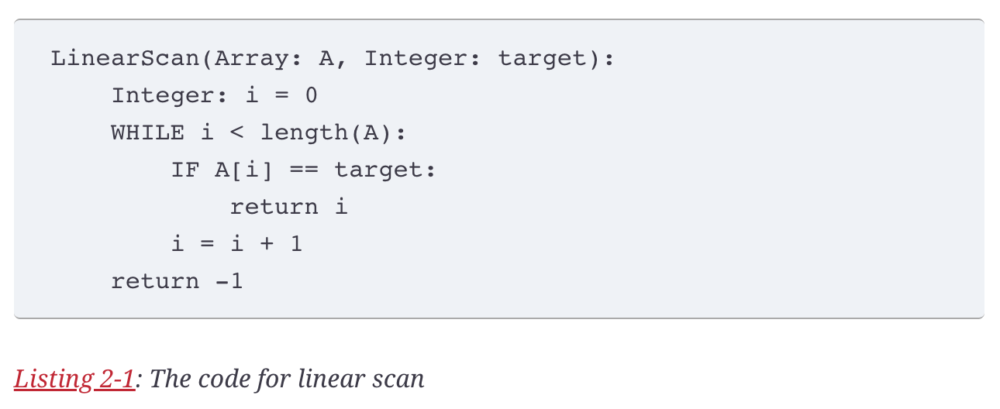 LinearScan(Array: A, Integer: target):
    Integer: i = 0
    WHILE i < length(A):
        IF A[i] == target:
            return i
        i = i + 1
    return -1
Listing 2-1: The code for linear scan